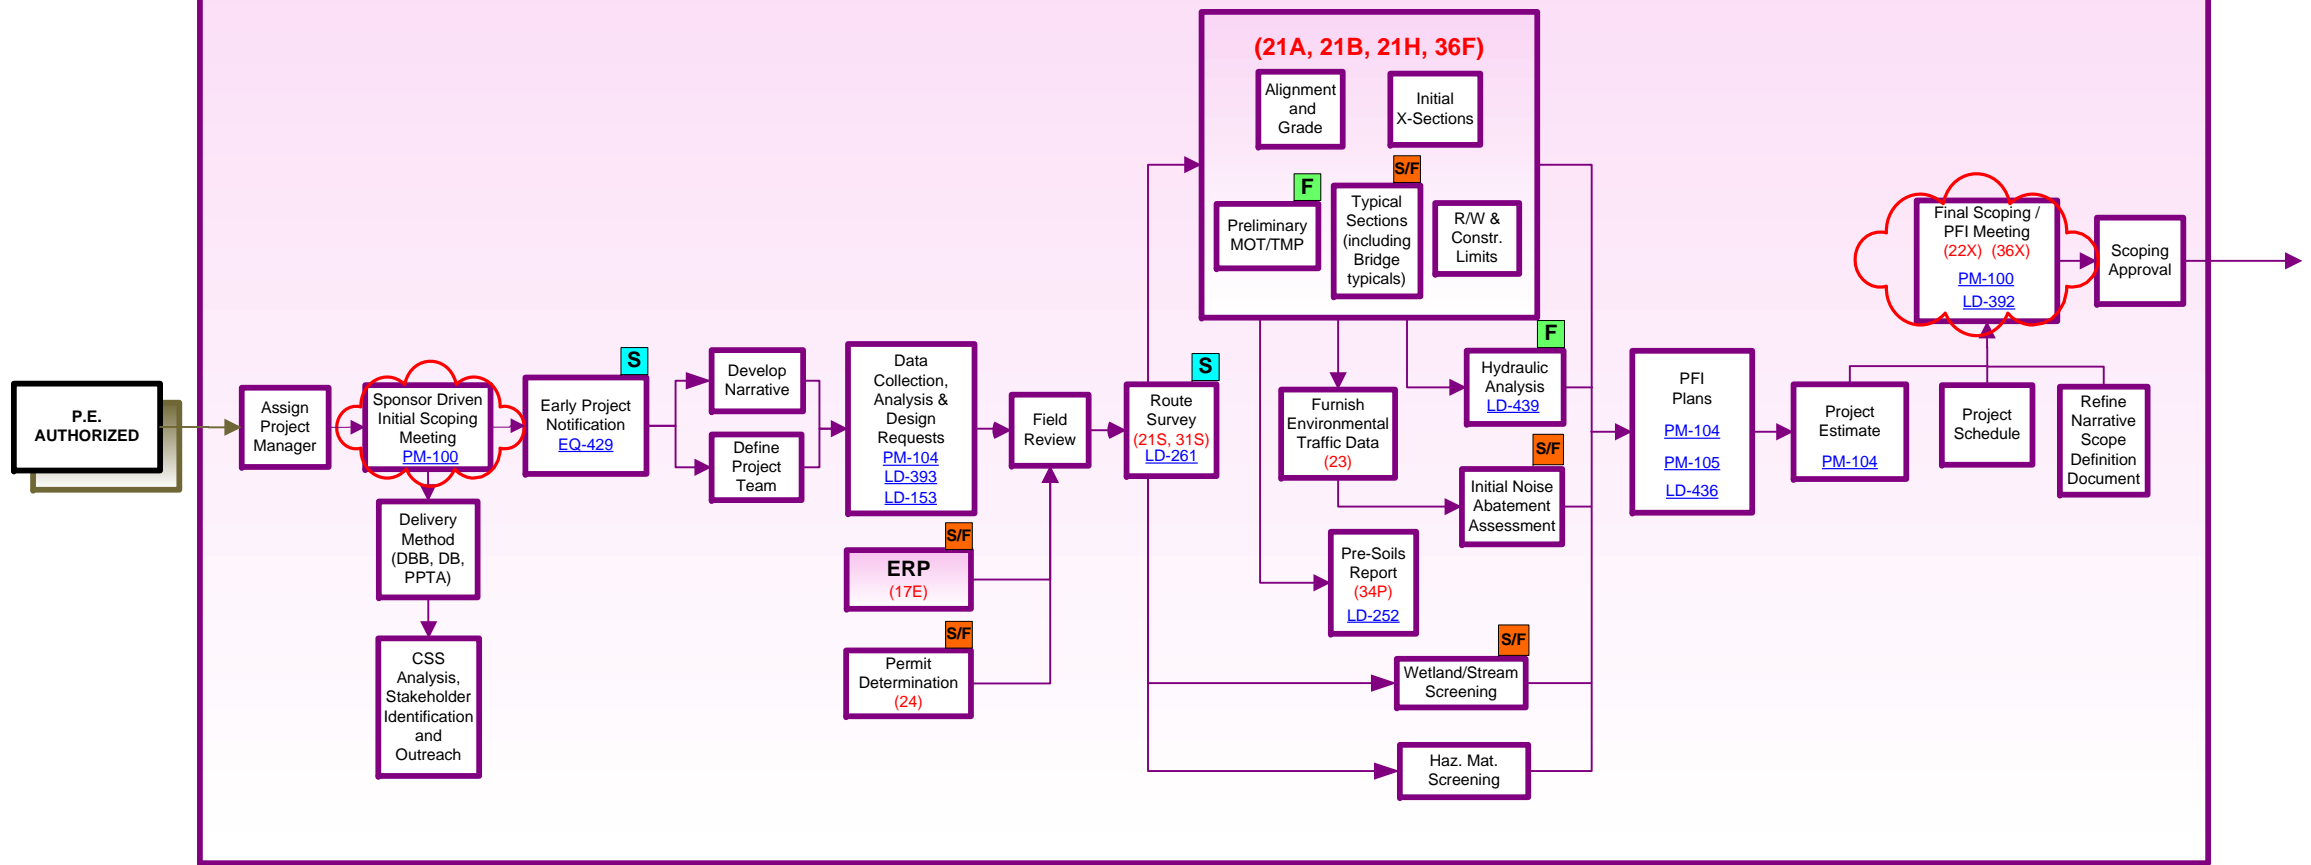 P.E.
AUTHORIZED
Assign
Project
Manager
Sponsor Driven
Initial Scoping
Meeting
PM-100
Delivery
Method
(DBB, DB,
PPTA)
CSS
Analysis,
Stakeholder
Identification
and
Outreach
S
Early Project
Notification
EQ-429
Develop
Narrative
Define
Project
Team
Data
Collection,
Analysis &
Design
Requests
PM-104
LD-393
LD-153
S/F
ERP
(17E)
S/F
Permit
Determination
(24)
Field
Review
S
Route
Survey
(21S, 31S)
LD-261
(21A, 21B, 21H, 36F)
Alignment
and
Grade
Initial
X-Sections
F
Preliminary
MOT/TMP
S/F
Typical
Sections
(including
Bridge
typicals)
R/W &
Constr.
Limits
Furnish
Environmental
Traffic Data
(23)
F
Hydraulic
Analysis
LD-439
S/F
Initial Noise
Abatement
Assessment
Pre-Soils
Report
(34P)
LD-252
S/F
Wetland/Stream
Screening
Haz. Mat.
Screening
PFI
Plans
PM-104
PM-105
LD-436
Project
Estimate
PM-104
Project
Schedule
Refine
Narrative
Scope
Definition
Document
Final Scoping /
PFI Meeting
(22X) (36X)
PM-100
LD-392
Scoping
Approval